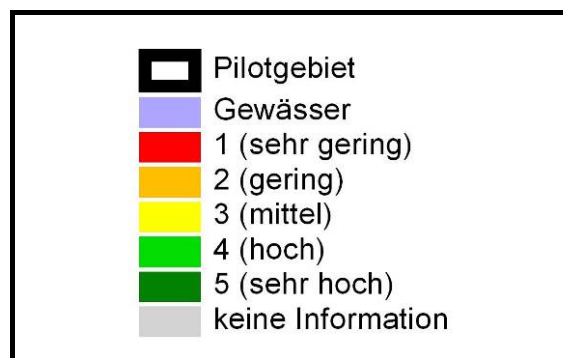 Pilotgebiet
Gewässer
1 (sehr gering)
2 (gering)
3 (mittel)
4 (hoch)
5 (sehr hoch)
keine Information